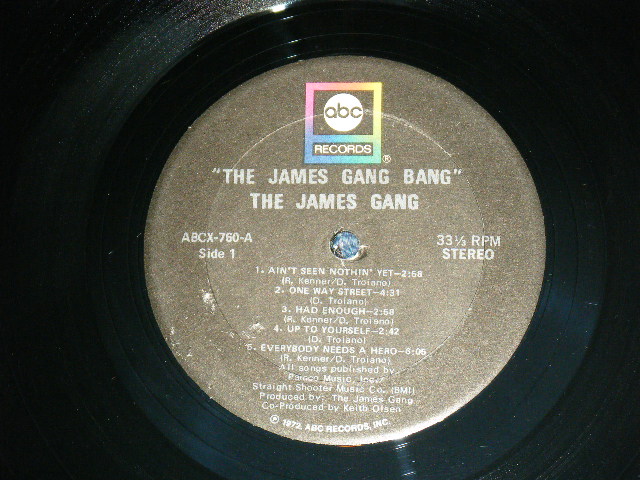 abc
RECORDS
®
"THE JAMES GANG BANG"
THE JAMES GANG
ABCX-760-A
Side 1
33⅓ RPM
STEREO
1. AIN'T SEEN NOTHIN' YET—2:58
(R. Kenner/D. Troiano)
2. ONE WAY STREET—4:31
(D. Troiano)
3. HAD ENOUGH—2:58
(R. Kenner/D. Troiano)
4. UP TO YOURSELF—2:42
(D. Troiano)
5. EVERYBODY NEEDS A HERO—6:06
(R. Kenner/D. Troiano)
All songs published by
Pamco Music, Inc./
Straight Shooter Music Co. (BMI)
Produced by: The James Gang
Co-Produced by Keith Olsen
℗ 1972, ABC RECORDS, INC.